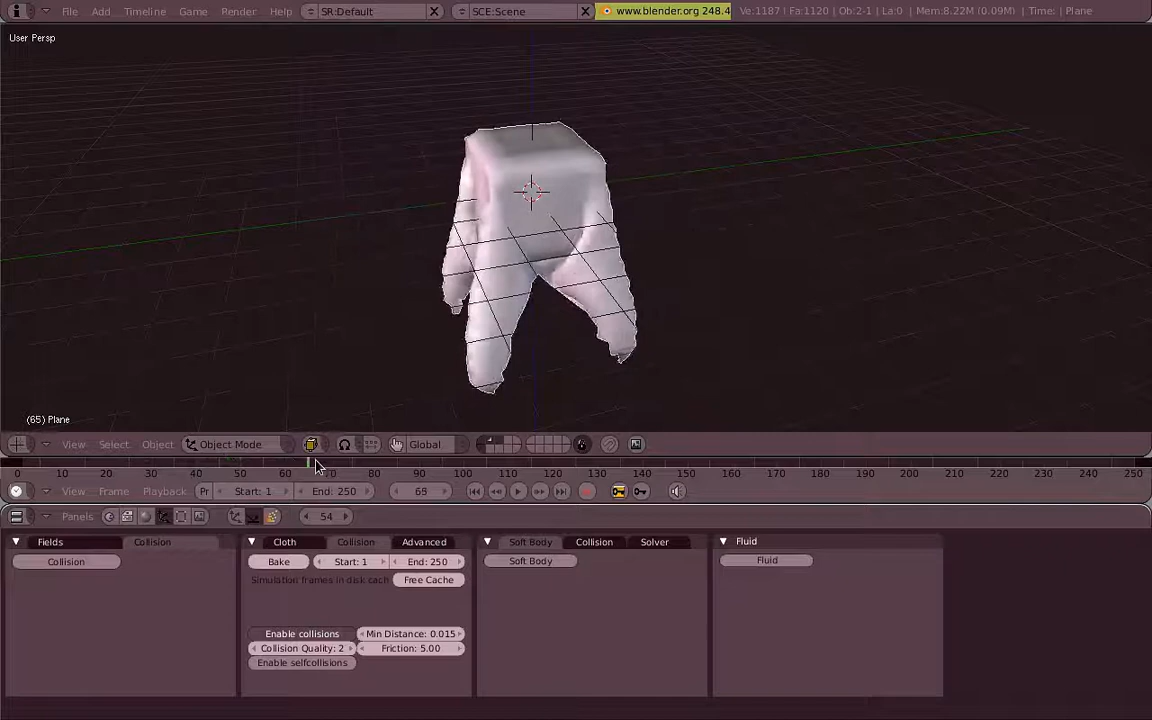 File Add Timeline Game Render Help SR:Default SCE:Scene www.blender.org 248.4 Ve:1187 | Fa:1120 | Ob:2-1 | La:0 | Mem:8.22M (0.09M) | Time: | Plane
User Persp
(65) Plane
View Select Object Object Mode Global
0 10 20 30 40 50 60 70 80 90 100 110 120 130 140 150 160 170 180 190 200 210 220 230 240 250
View Frame Playback Pr Start: 1 End: 250 68
Panels 54
Fields Collision Cloth Collision Advanced Soft Body Collision Solver Fluid
Collision Bake Start: 1 End: 250 Soft Body Fluid
Simulation frames in disk cach Free Cache
Enable collisions Min Distance: 0.015
Collision Quality: 2 Friction: 5.00
Enable selfcollisions